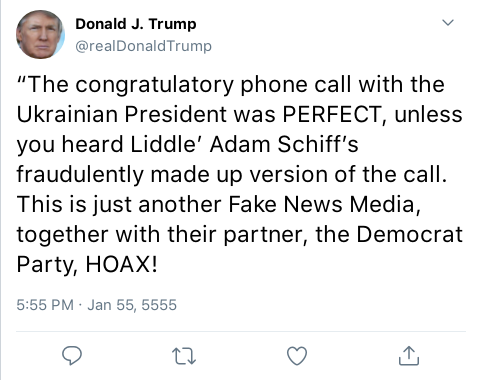 Donald J. Trump
@realDonaldTrump
“The congratulatory phone call with the
Ukrainian President was PERFECT, unless
you heard Liddle’ Adam Schiff’s
fraudulently made up version of the call.
This is just another Fake News Media,
together with their partner, the Democrat
Party, HOAX!
5:55 PM · Jan 55, 5555